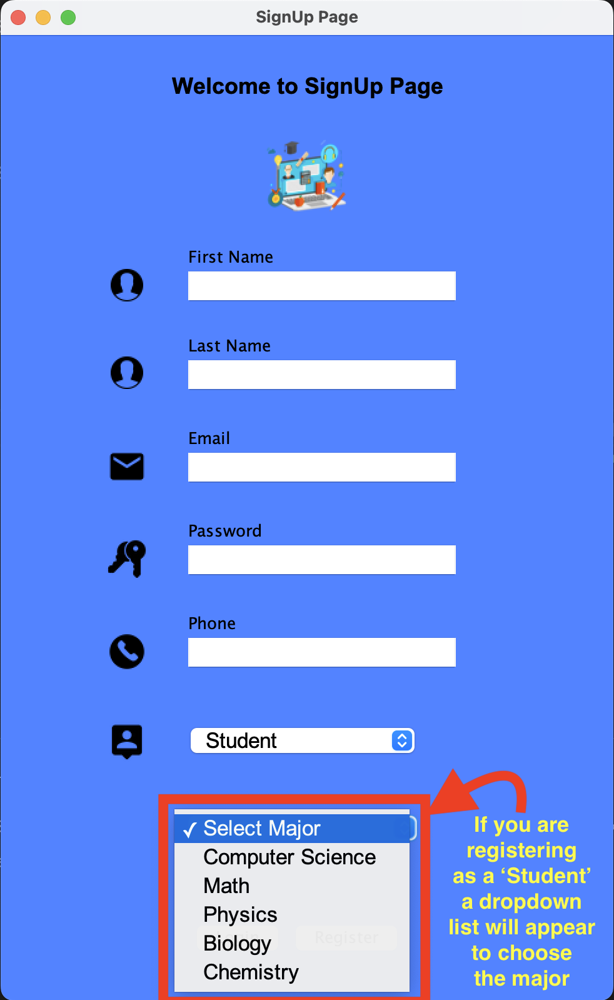 SignUp Page
Welcome to SignUp Page
First Name
Last Name
Email
Password
Phone
Student
✓ Select Major
Computer Science
Math
Physics
Biology
Register
Chemistry
If you are
registering
as a ‘Student’
a dropdown
list will appear
to choose
the major